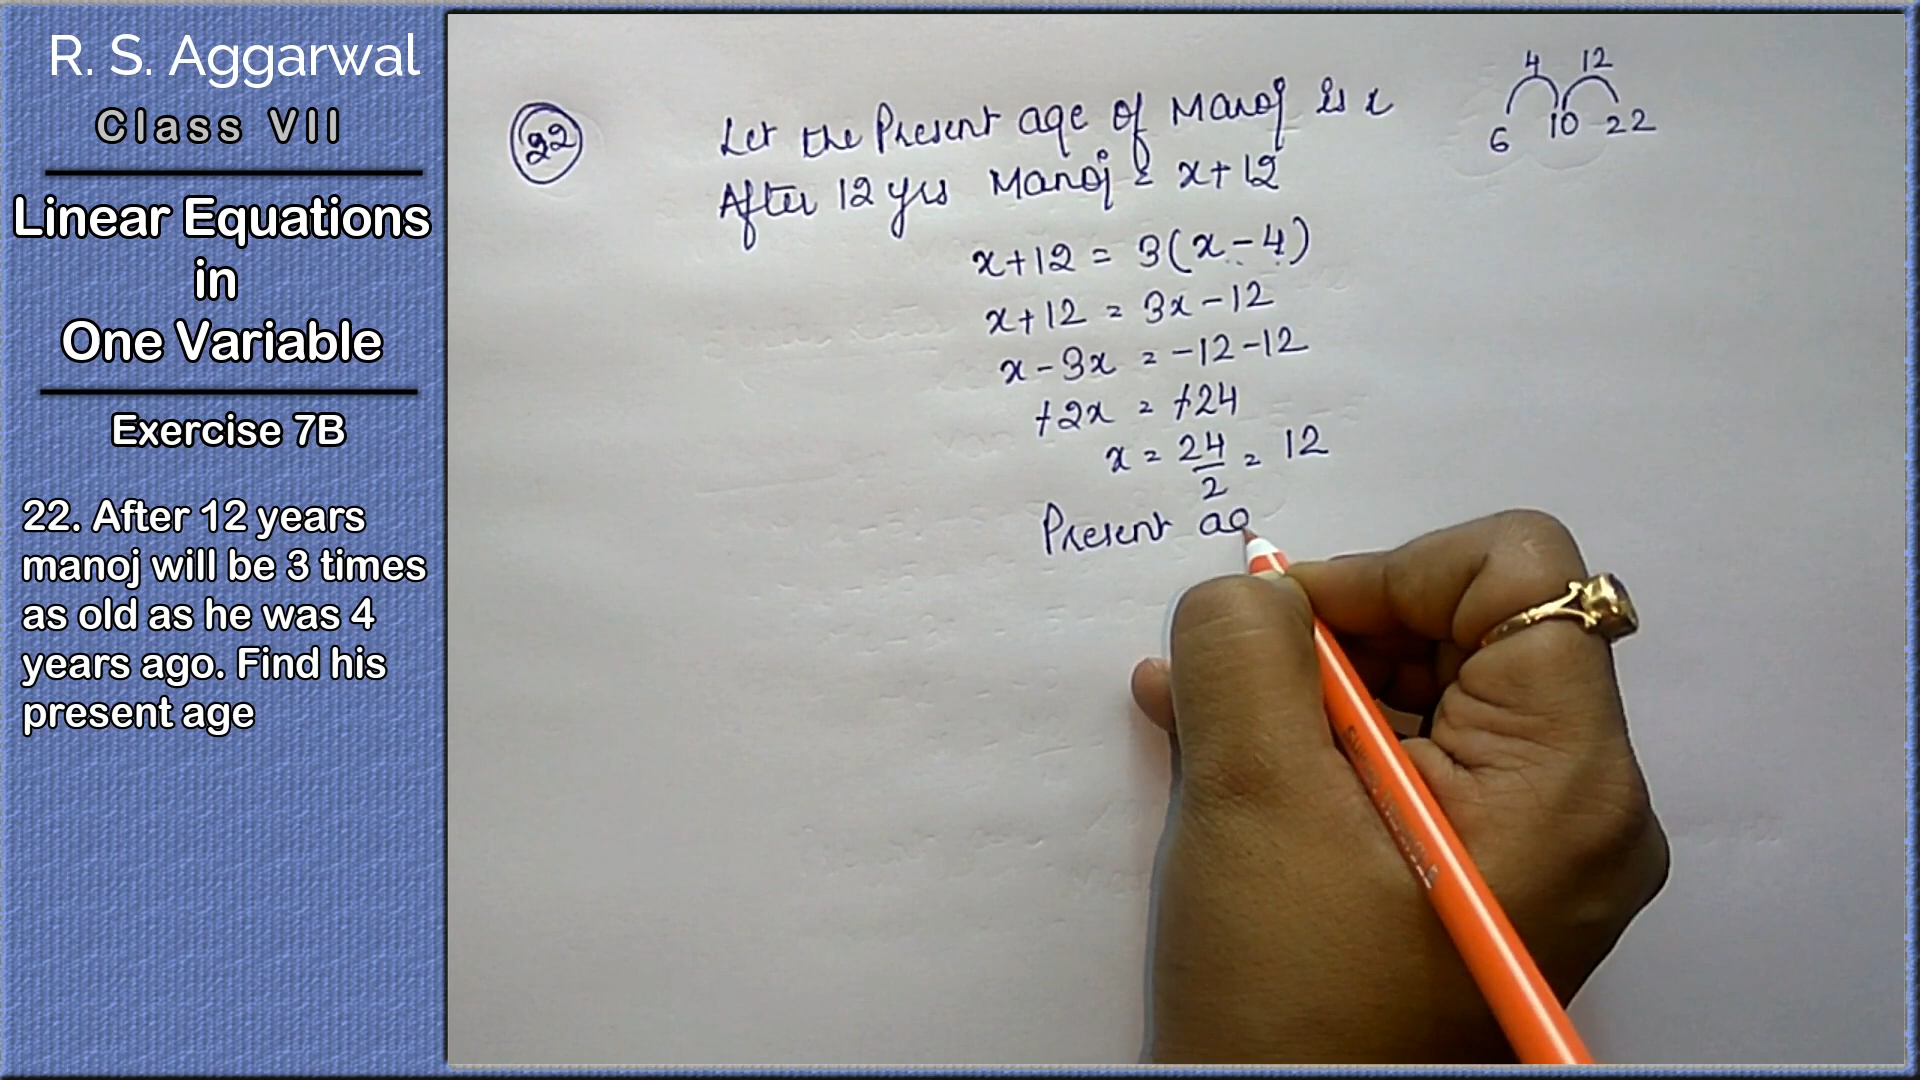 R. S. Aggarwal
Class VII
Linear Equations
in
One Variable
Exercise 7B
22. After 12 years
manoj will be 3 times
as old as he was 4
years ago. Find his
present age
22
Let the Present age of Manoj is x
After 12 yrs Manoj = x+12
x+12 = 3(x-4)
x+12 = 3x-12
x-3x = -12-12
+2x = +24
x = 24/2 = 12
Present ag
4 12
6 10 22